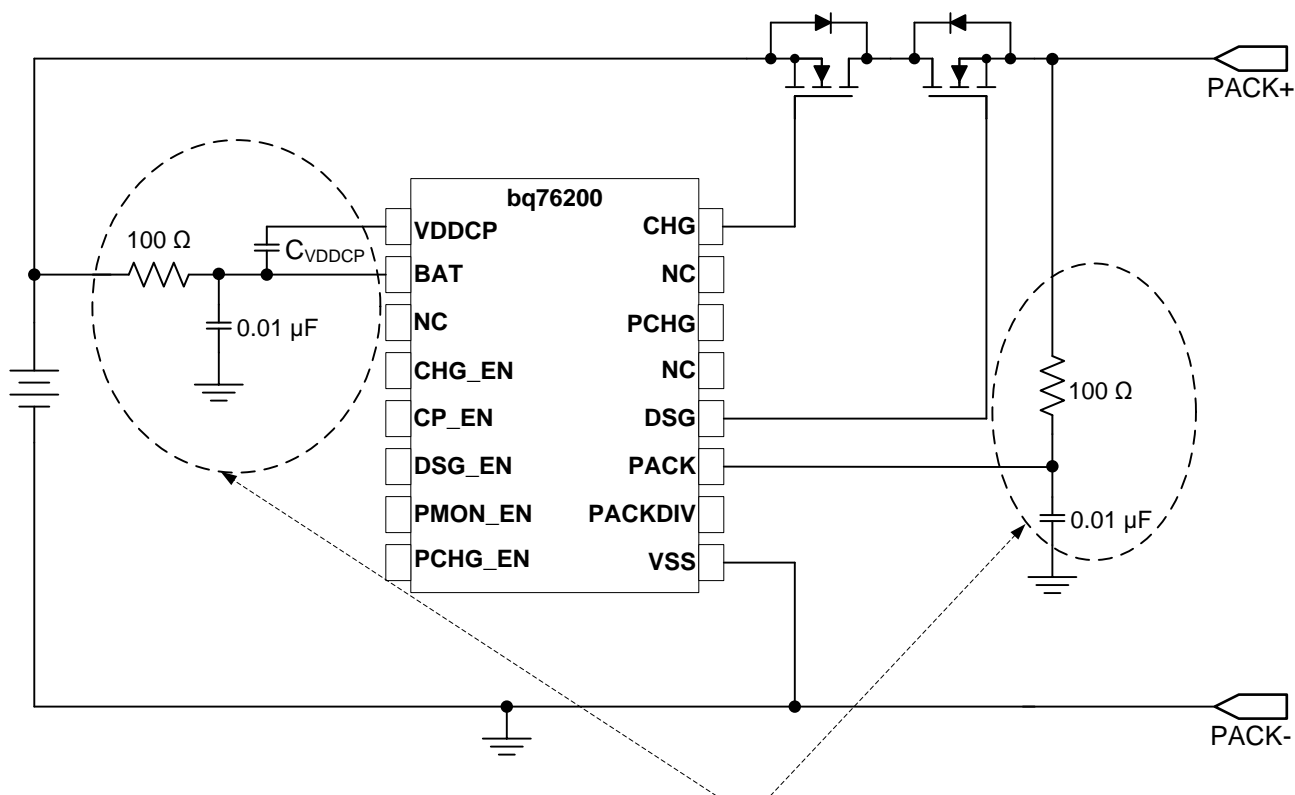 PACK+
bq76200
VDDCP
CHG
100 Ω
CVDDCP
BAT
NC
NC
PCHG
0.01 µF
CHG_EN
NC
100 Ω
CP_EN
DSG
DSG_EN
PACK
PMON_EN
PACKDIV
0.01 µF
PCHG_EN
VSS
PACK-